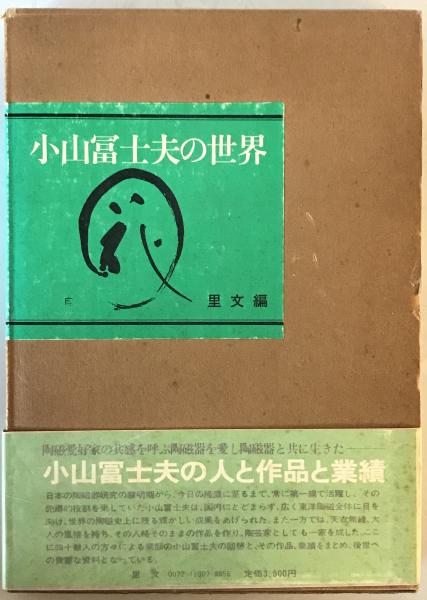 小山冨士夫の世界
里文編
陶磁愛好家の共感を呼ぶ陶磁器を愛し陶磁器と共に生きた――
小山冨士夫の人と作品と業績
日本の陶磁器研究の黎明期から、今日の隆盛に至るまで、常に第一線で活躍し、その
先導的役割を果していた小山冨士夫は、国内にとどまらず、広く東洋陶磁全体に目を
向け、世界の陶磁史上に残る輝かしい成果をあげられた。また一方では、天衣無縫、大
人の風格を持ち、その人格そのままの作品を作り、陶芸家としても一家を成した。ここ
に四十数人の方々による素顔の小山冨士夫の回想と、その作品、業績をまとめ、後世へ
の貴重な資料となっている。
里文 0072-1007-8856 定価3,500円